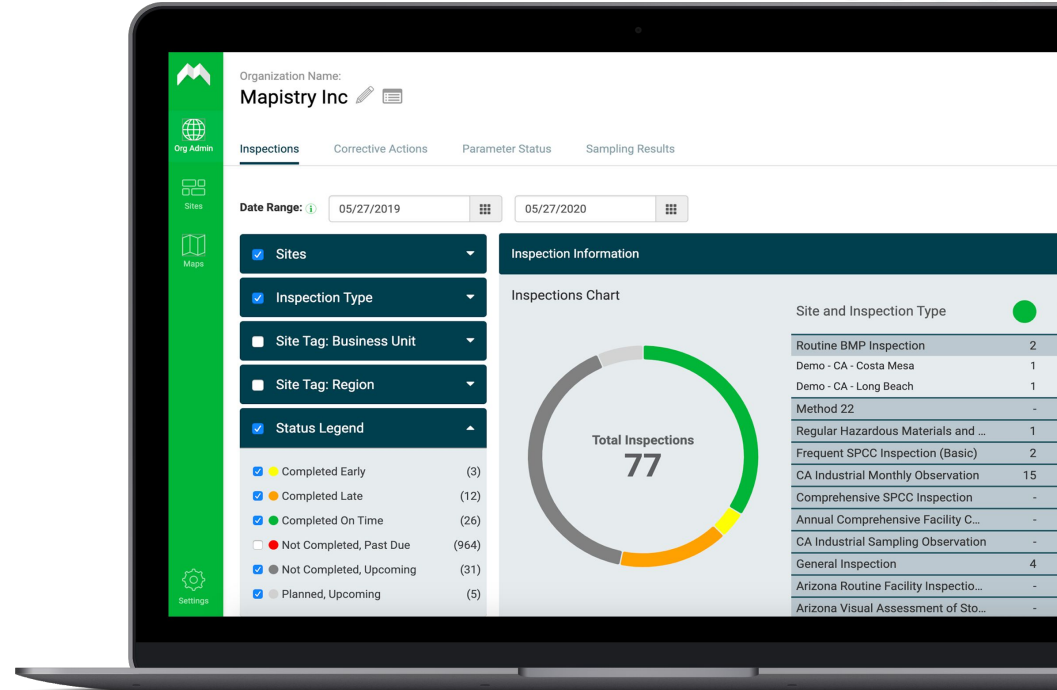 Organization Name:
Mapistry Inc
Org Admin
Sites
Maps
Settings
Inspections Corrective Actions Parameter Status Sampling Results
Date Range: i 05/27/2019 05/27/2020
Sites
Inspection Type
Site Tag: Business Unit
Site Tag: Region
Status Legend
Completed Early (3)
Completed Late (12)
Completed On Time (26)
Not Completed, Past Due (964)
Not Completed, Upcoming (31)
Planned, Upcoming (5)
Inspection Information
Inspections Chart
Total Inspections
77
Site and Inspection Type
Routine BMP Inspection 2
Demo - CA - Costa Mesa 1
Demo - CA - Long Beach 1
Method 22 -
Regular Hazardous Materials and ... 1
Frequent SPCC Inspection (Basic) 2
CA Industrial Monthly Observation 15
Comprehensive SPCC Inspection -
Annual Comprehensive Facility C... -
CA Industrial Sampling Observation -
General Inspection 4
Arizona Routine Facility Inspectio... -
Arizona Visual Assessment of Sto... -